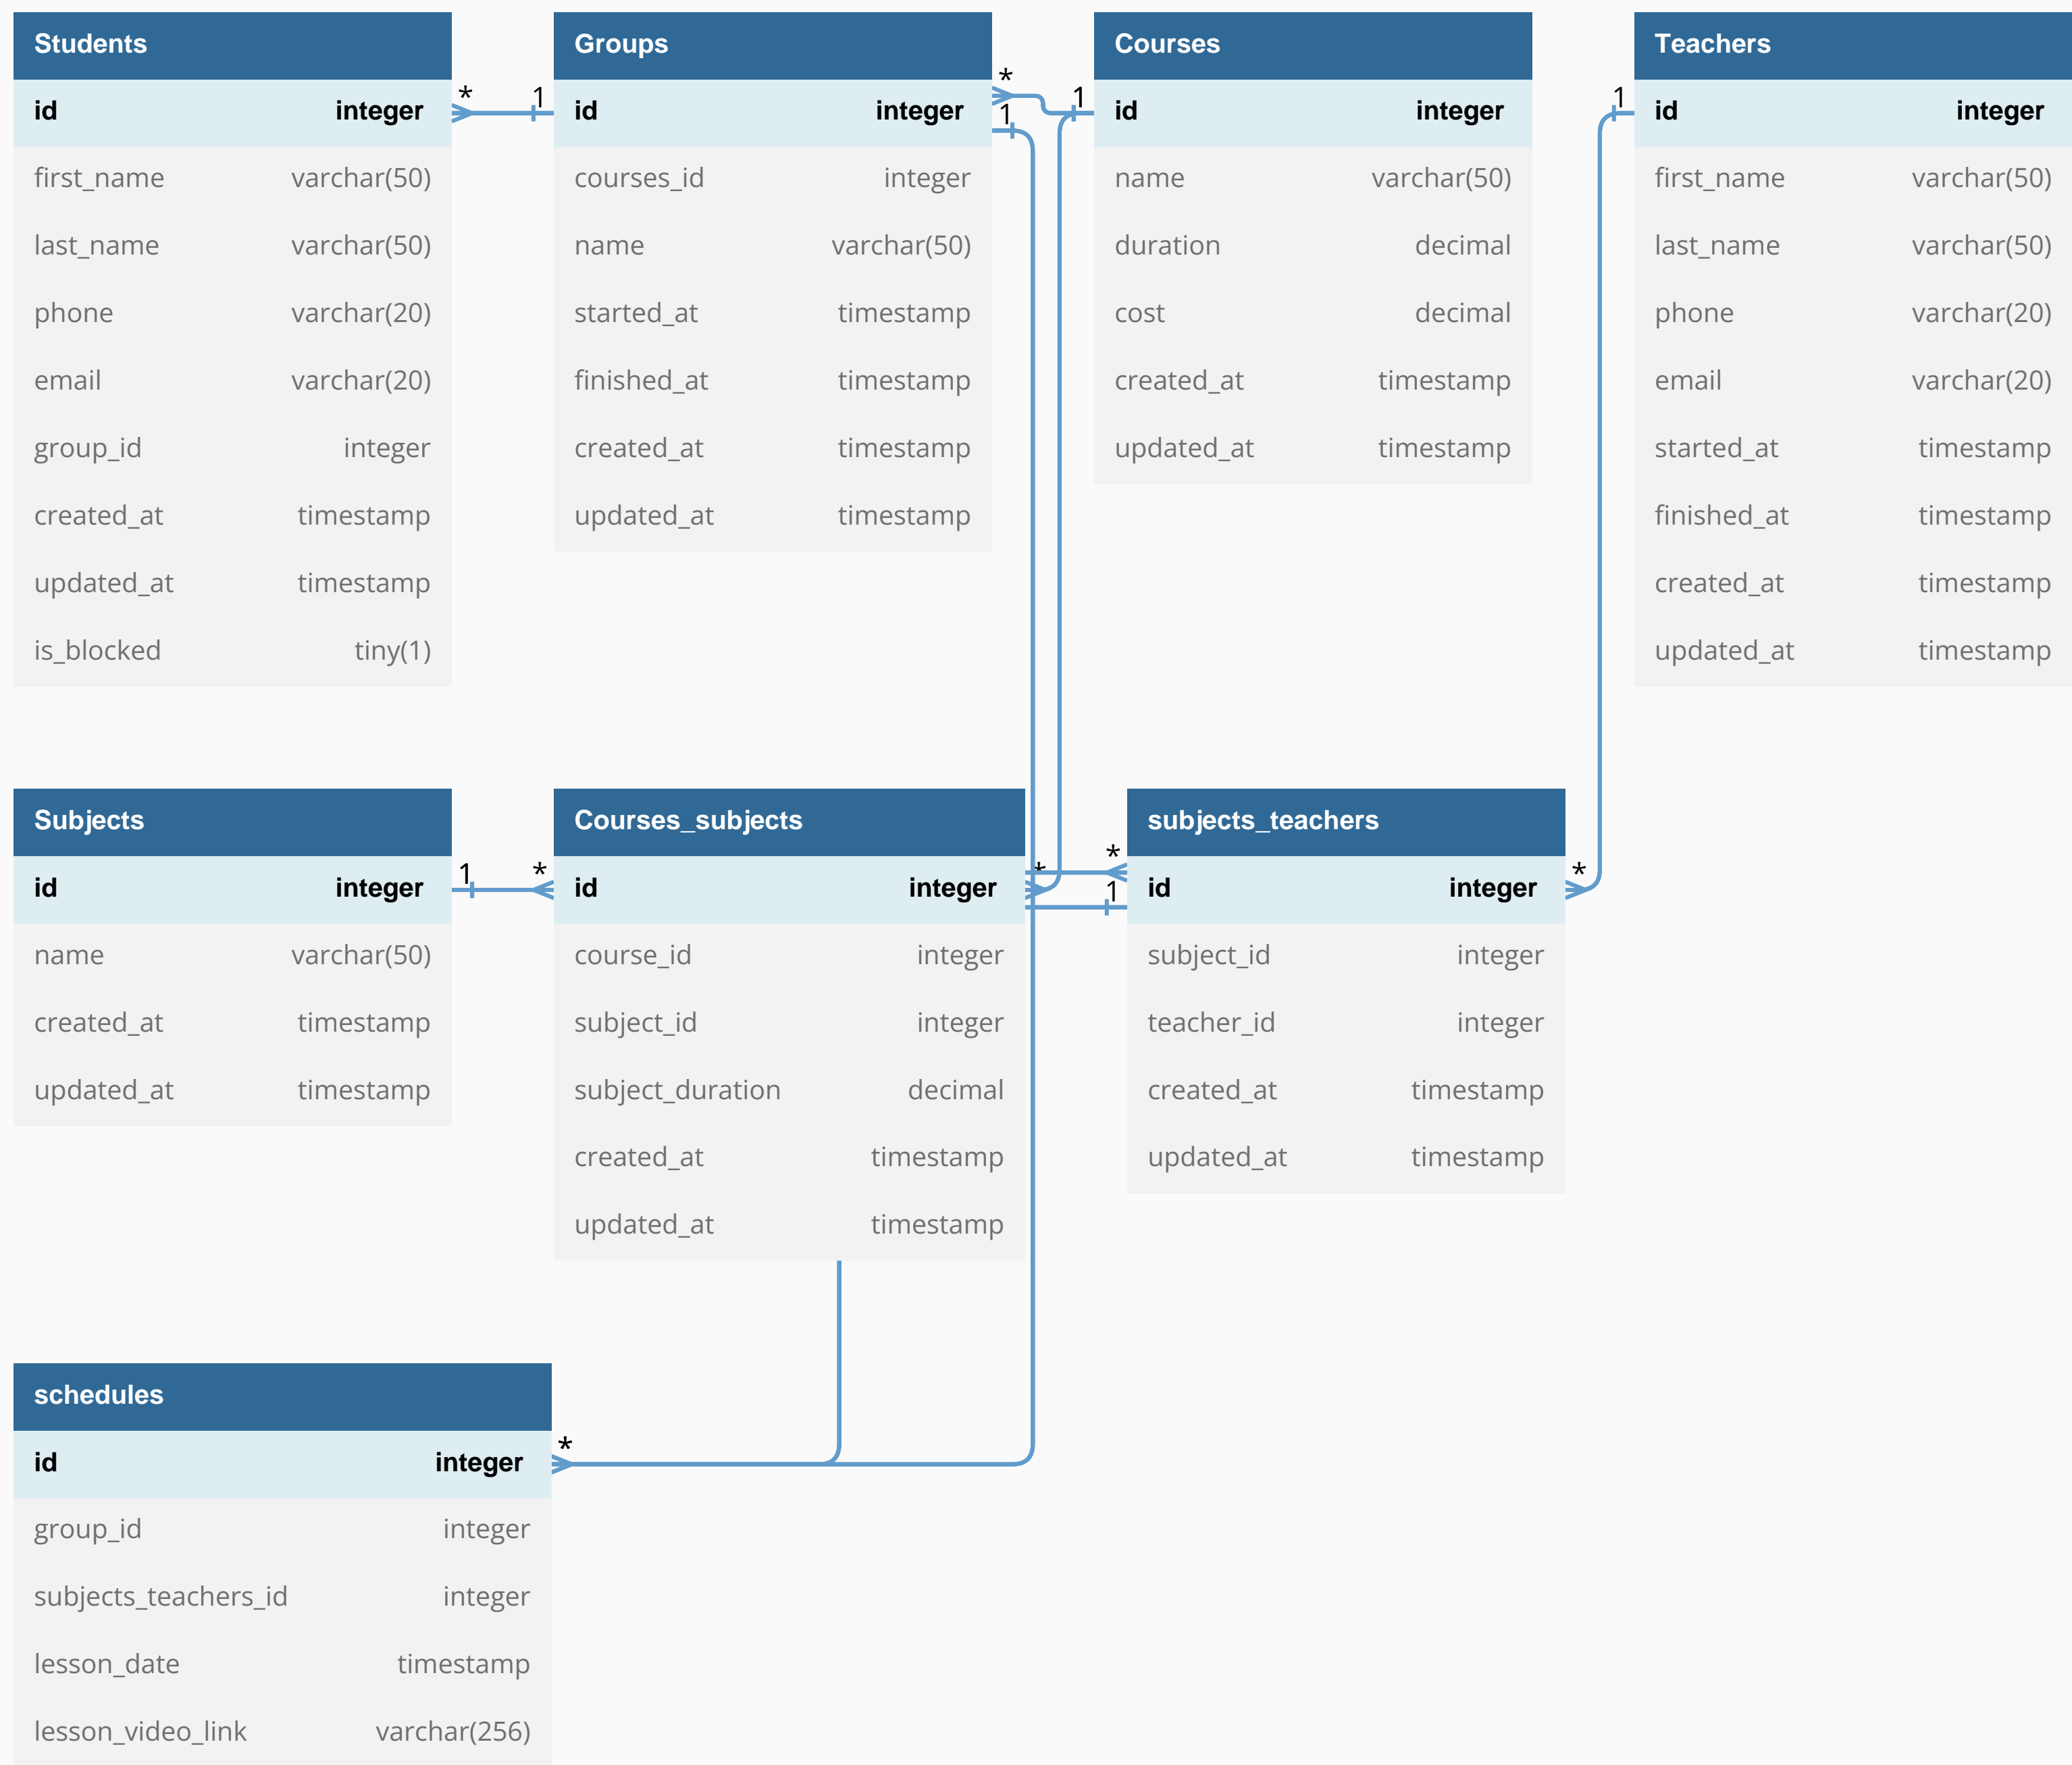 Students
id integer
first_name varchar(50)
last_name varchar(50)
phone varchar(20)
email varchar(20)
group_id integer
created_at timestamp
updated_at timestamp
is_blocked tiny(1)
* 1
Groups
id integer
courses_id integer
name varchar(50)
started_at timestamp
finished_at timestamp
created_at timestamp
updated_at timestamp
* 1
1
Courses
id integer
name varchar(50)
duration decimal
cost decimal
created_at timestamp
updated_at timestamp
1
Teachers
id integer
first_name varchar(50)
last_name varchar(50)
phone varchar(20)
email varchar(20)
started_at timestamp
finished_at timestamp
created_at timestamp
updated_at timestamp
Subjects
id integer
name varchar(50)
created_at timestamp
updated_at timestamp
1 *
Courses_subjects
id integer
course_id integer
subject_id integer
subject_duration decimal
created_at timestamp
updated_at timestamp
* *
1
subjects_teachers
id integer
subject_id integer
teacher_id integer
created_at timestamp
updated_at timestamp
*
schedules
id integer
group_id integer
subjects_teachers_id integer
lesson_date timestamp
lesson_video_link varchar(256)
*